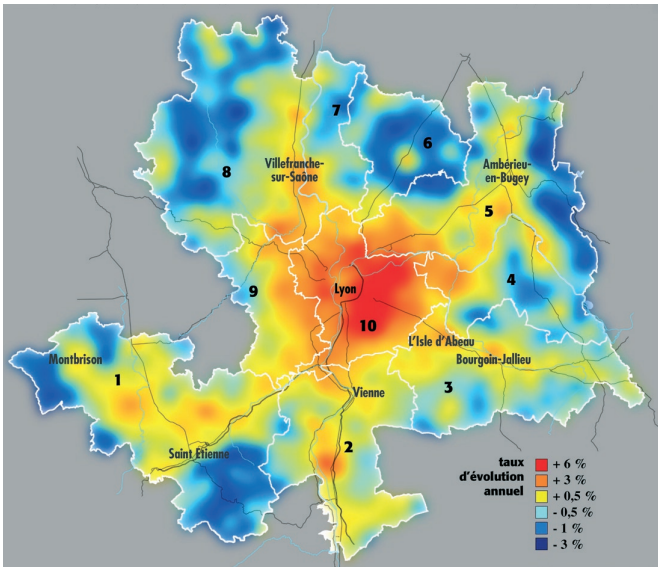 7
6
8
Villefranche-
sur-Saône
Ambérieu-
en-Bugey
5
4
9
Lyon
10
L'Isle d'Abeau
Bourgoin-Jallieu
Montbrison
1
Vienne
3
2
Saint Etienne
taux
d'évolution
annuel
+ 6 %
+ 3 %
+ 0,5 %
- 0,5 %
- 1 %
- 3 %